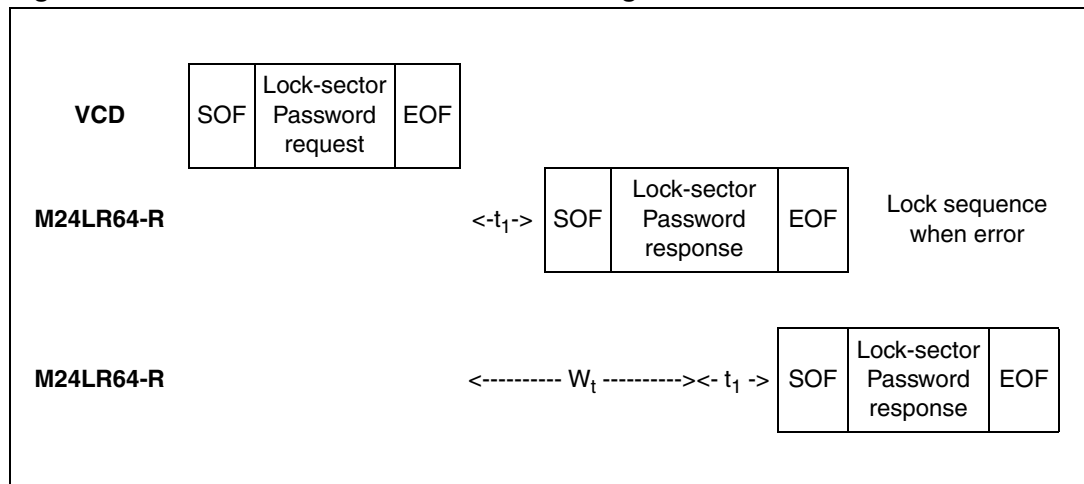 VCD SOF Lock-sector Password request EOF
M24LR64-R <-t1-> SOF Lock-sector Password response EOF Lock sequence when error
M24LR64-R <---------- Wt ----------><- t1 -> SOF Lock-sector Password response EOF